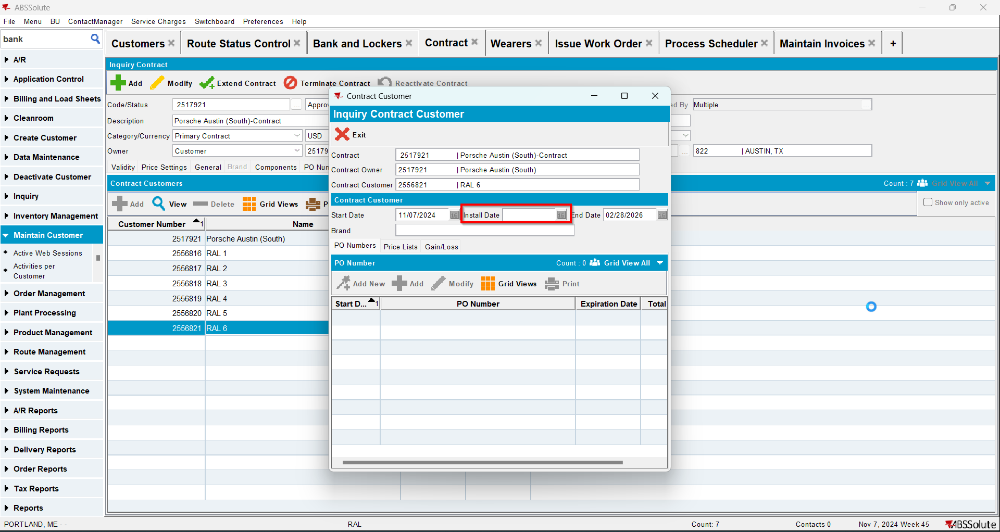 ABSSolute
File Menu BU ContactManager Service Charges Switchboard Preferences Help
bank
Customers Route Status Control Bank and Lockers Contract Wearers Issue Work Order Process Scheduler Maintain Invoices +
A/R
Application Control
Billing and Load Sheets
Cleanroom
Create Customer
Data Maintenance
Deactivate Customer
Inquiry
Inventory Management
Maintain Customer
Active Web Sessions
Activities per
Customer
Order Management
Plant Processing
Product Management
Route Management
Service Requests
System Maintenance
A/R Reports
Billing Reports
Delivery Reports
Order Reports
Tax Reports
Reports
Inquiry Contract
Add Modify Extend Contract Terminate Contract Reactivate Contract
Code/Status 2517921 ... Approv ed By Multiple ...
Description Porsche Austin (South)-Contract
Category/Currency Primary Contract USD
Owner Customer 25179 ... 822 | AUSTIN, TX
Validity Price Settings General Brand Components PO Num
Contract Customers Count : 7 Grid View All
Add View Delete Grid Views P Show only active
Customer Number 1 Name
2517921 Porsche Austin (South)
2556816 RAL 1
2556817 RAL 2
2556818 RAL 3
2556819 RAL 4
2556820 RAL 5
2556821 RAL 6
Contract Customer
Inquiry Contract Customer
Exit
Contract 2517921 | Porsche Austin (South)-Contract
Contract Owner 2517921 | Porsche Austin (South)
Contract Customer 2556821 | RAL 6
Contract Customer
Start Date 11/07/2024 16 Install Date 16 End Date 02/28/2026 16
Brand
PO Numbers Price Lists Gain/Loss
PO Number Count : 0 Grid View All
Add New Add Modify Grid Views Print
Start D... 1 PO Number Expiration Date Total
PORTLAND, ME - - RAL Count: 7 Contacts 0 Nov 7, 2024 Week 45 ABSSolute